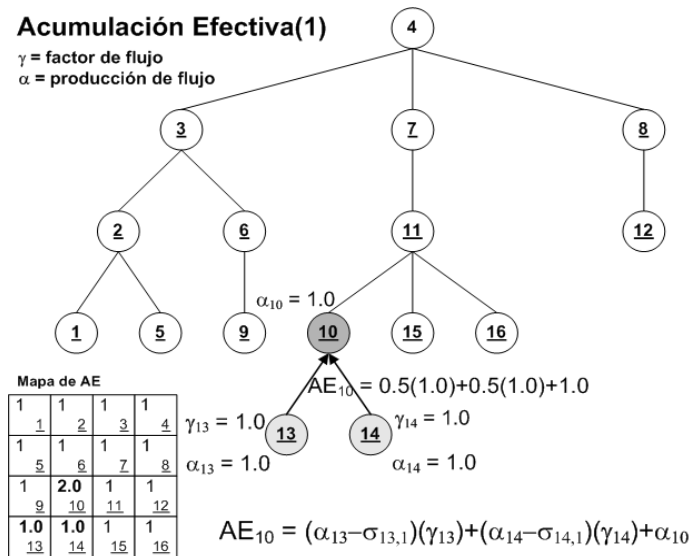 Acumulación Efectiva(1)
γ = factor de flujo
α = producción de flujo
4
3 7 8
2 6 11 12
α10 = 1.0
1 5 9 10 15 16
AE10 = 0.5(1.0)+0.5(1.0)+1.0
γ13 = 1.0 13 14 γ14 = 1.0
α13 = 1.0 α14 = 1.0
Mapa de AE
1 1 1 1
1 2 3 4
1 1 1 1
5 6 7 8
1 2.0 1 1
9 10 11 12
1.0 1.0 1 1
13 14 15 16
AE10 = (α13–σ13,1)(γ13)+(α14–σ14,1)(γ14)+α10